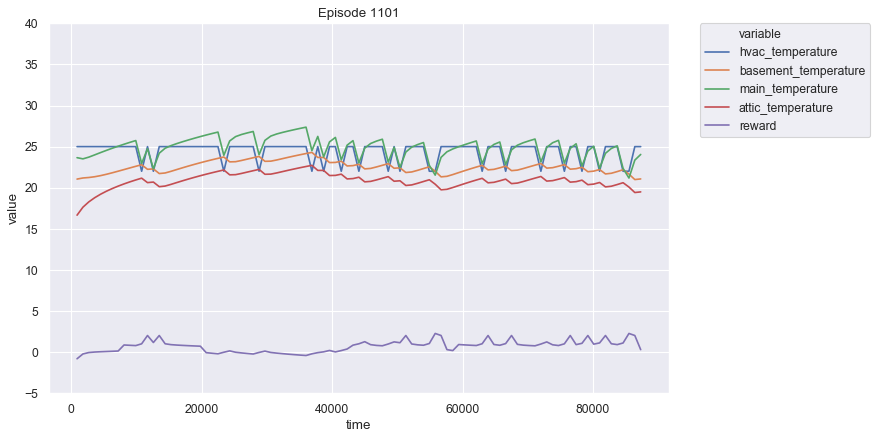 Episode 1101
40
35
30
25
20
15
10
5
0
−5
value
0
20000
40000
60000
80000
time
variable
hvac_temperature
basement_temperature
main_temperature
attic_temperature
reward